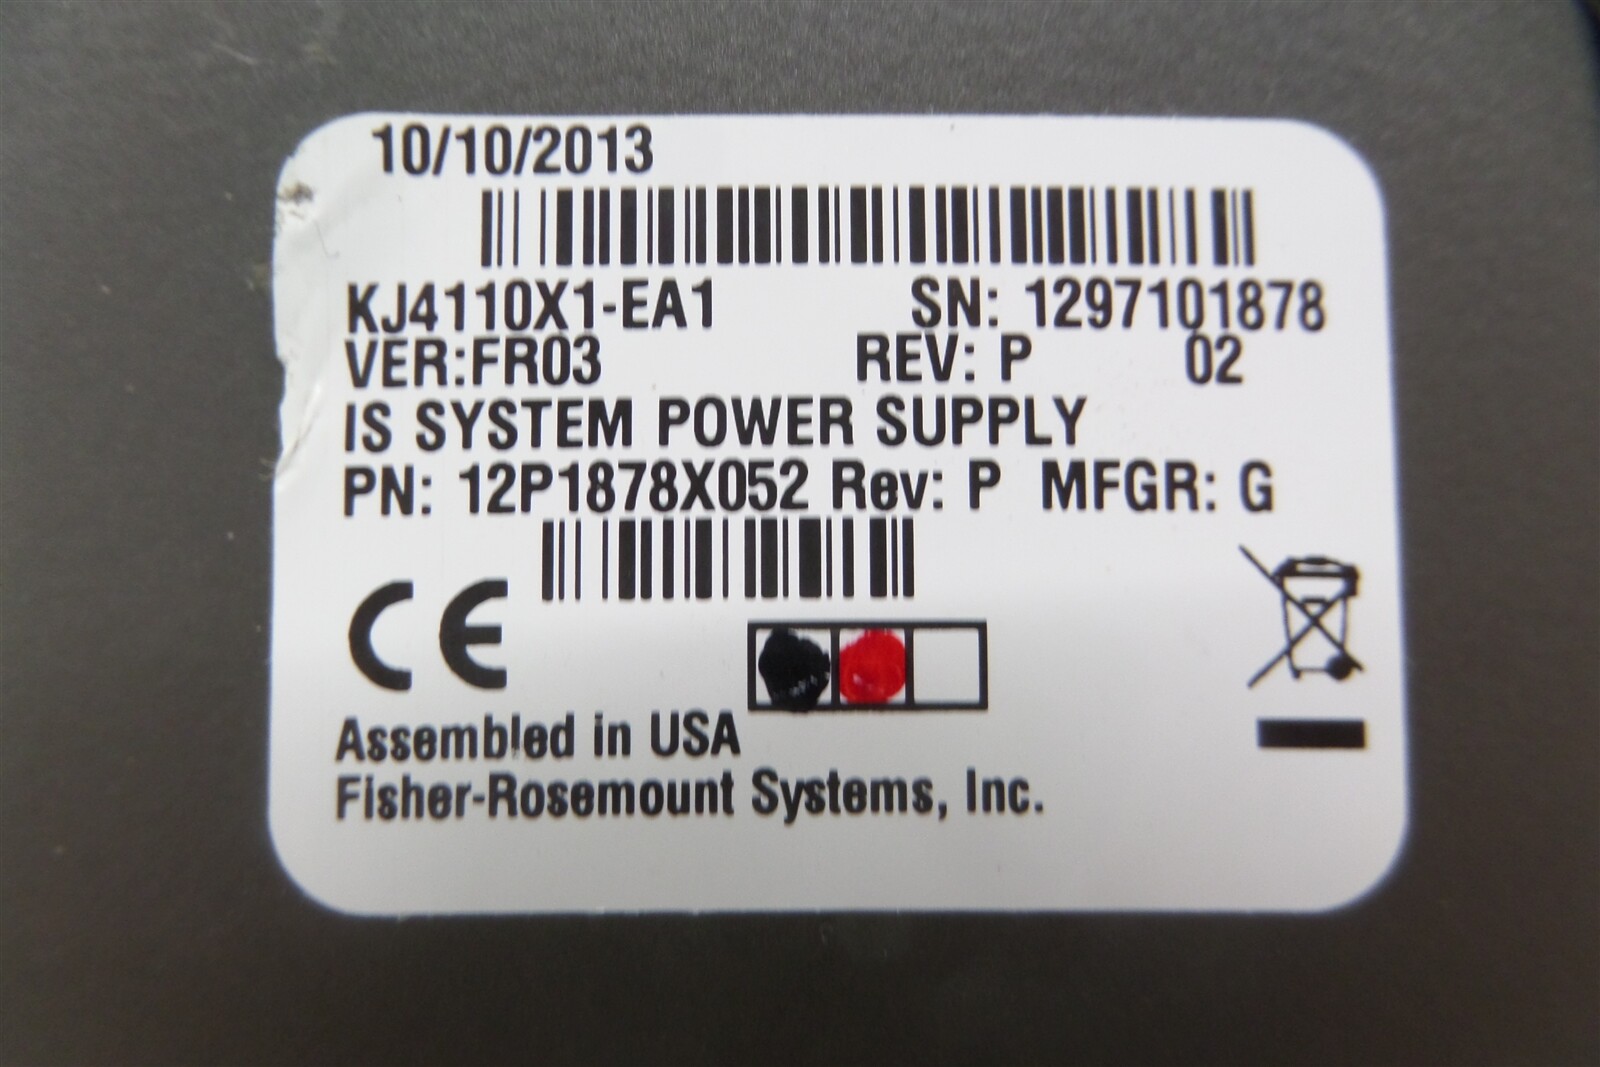 10/10/2013
KJ4110X1-EA1 SN: 1297101878
VER:FR03 REV: P 02
IS SYSTEM POWER SUPPLY
PN: 12P1878X052 Rev: P MFGR: G
CE
Assembled in USA
Fisher-Rosemount Systems, Inc.